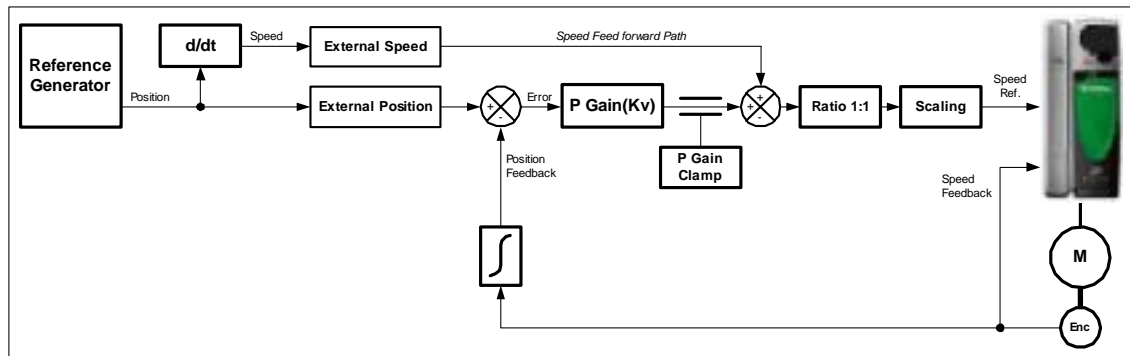 Reference
Generator
Position
d/dt
Speed
External Speed
Speed Feed forward Path
External Position
+
-
Error
Position
Feedback
P Gain(Kv)
P Gain
Clamp
+
+
-
Ratio 1:1
Scaling
Speed
Ref.
Speed
Feedback
M
Enc